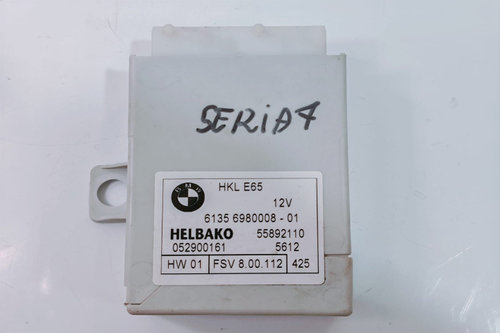 SERiA7
BMW
HKL E65
12V
6135 6980008 - 01
HELBAKO 55892110
052900161 5612
HW 01 FSV 8.00.112 425